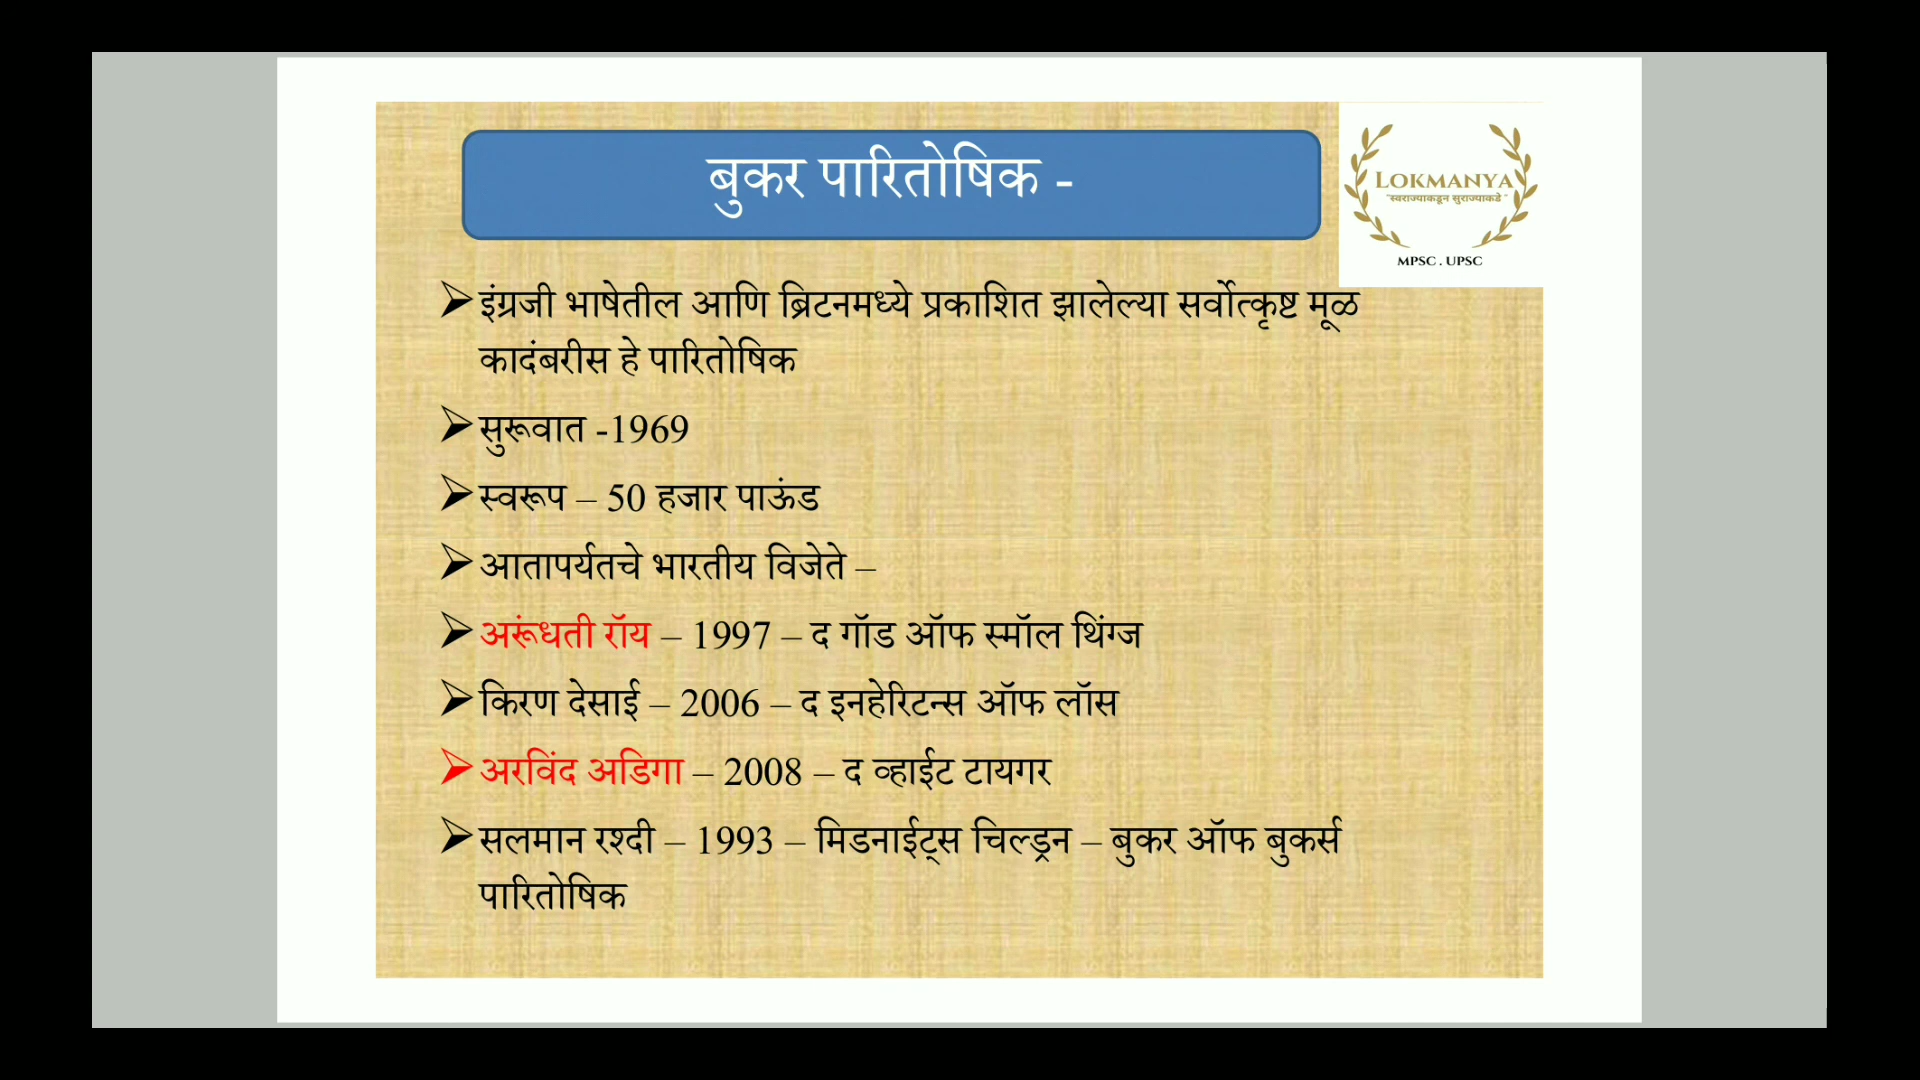 बुकर पारितोषिक -
LOKMANYA
"स्वराज्याकडून सुराज्याकडे"
MPSC . UPSC
इंग्रजी भाषेतील आणि ब्रिटनमध्ये प्रकाशित झालेल्या सर्वोत्कृष्ट मूळ
कादंबरीस हे पारितोषिक
सुरूवात -1969
स्वरूप – 50 हजार पाऊंड
आतापर्यतचे भारतीय विजेते –
अरूंधती रॉय – 1997 – द गॉड ऑफ स्मॉल थिंग्ज
किरण देसाई – 2006 – द इनहेरिटन्स ऑफ लॉस
अरविंद अडिगा – 2008 – द व्हाईट टायगर
सलमान रश्दी – 1993 – मिडनाईट्स चिल्ड्रन – बुकर ऑफ बुकर्स
पारितोषिक